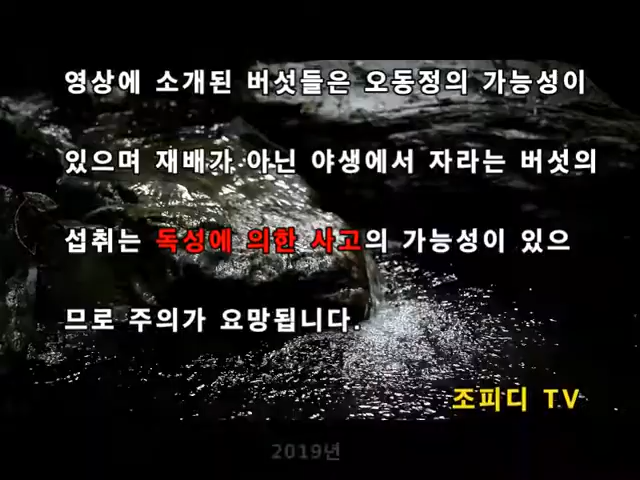 영상에 소개된 버섯들은 오동정의 가능성이
있으며 재배가 아닌 야생에서 자라는 버섯의
섭취는 독성에 의한 사고의 가능성이 있으
므로 주의가 요망됩니다.
조피디 TV
2019년